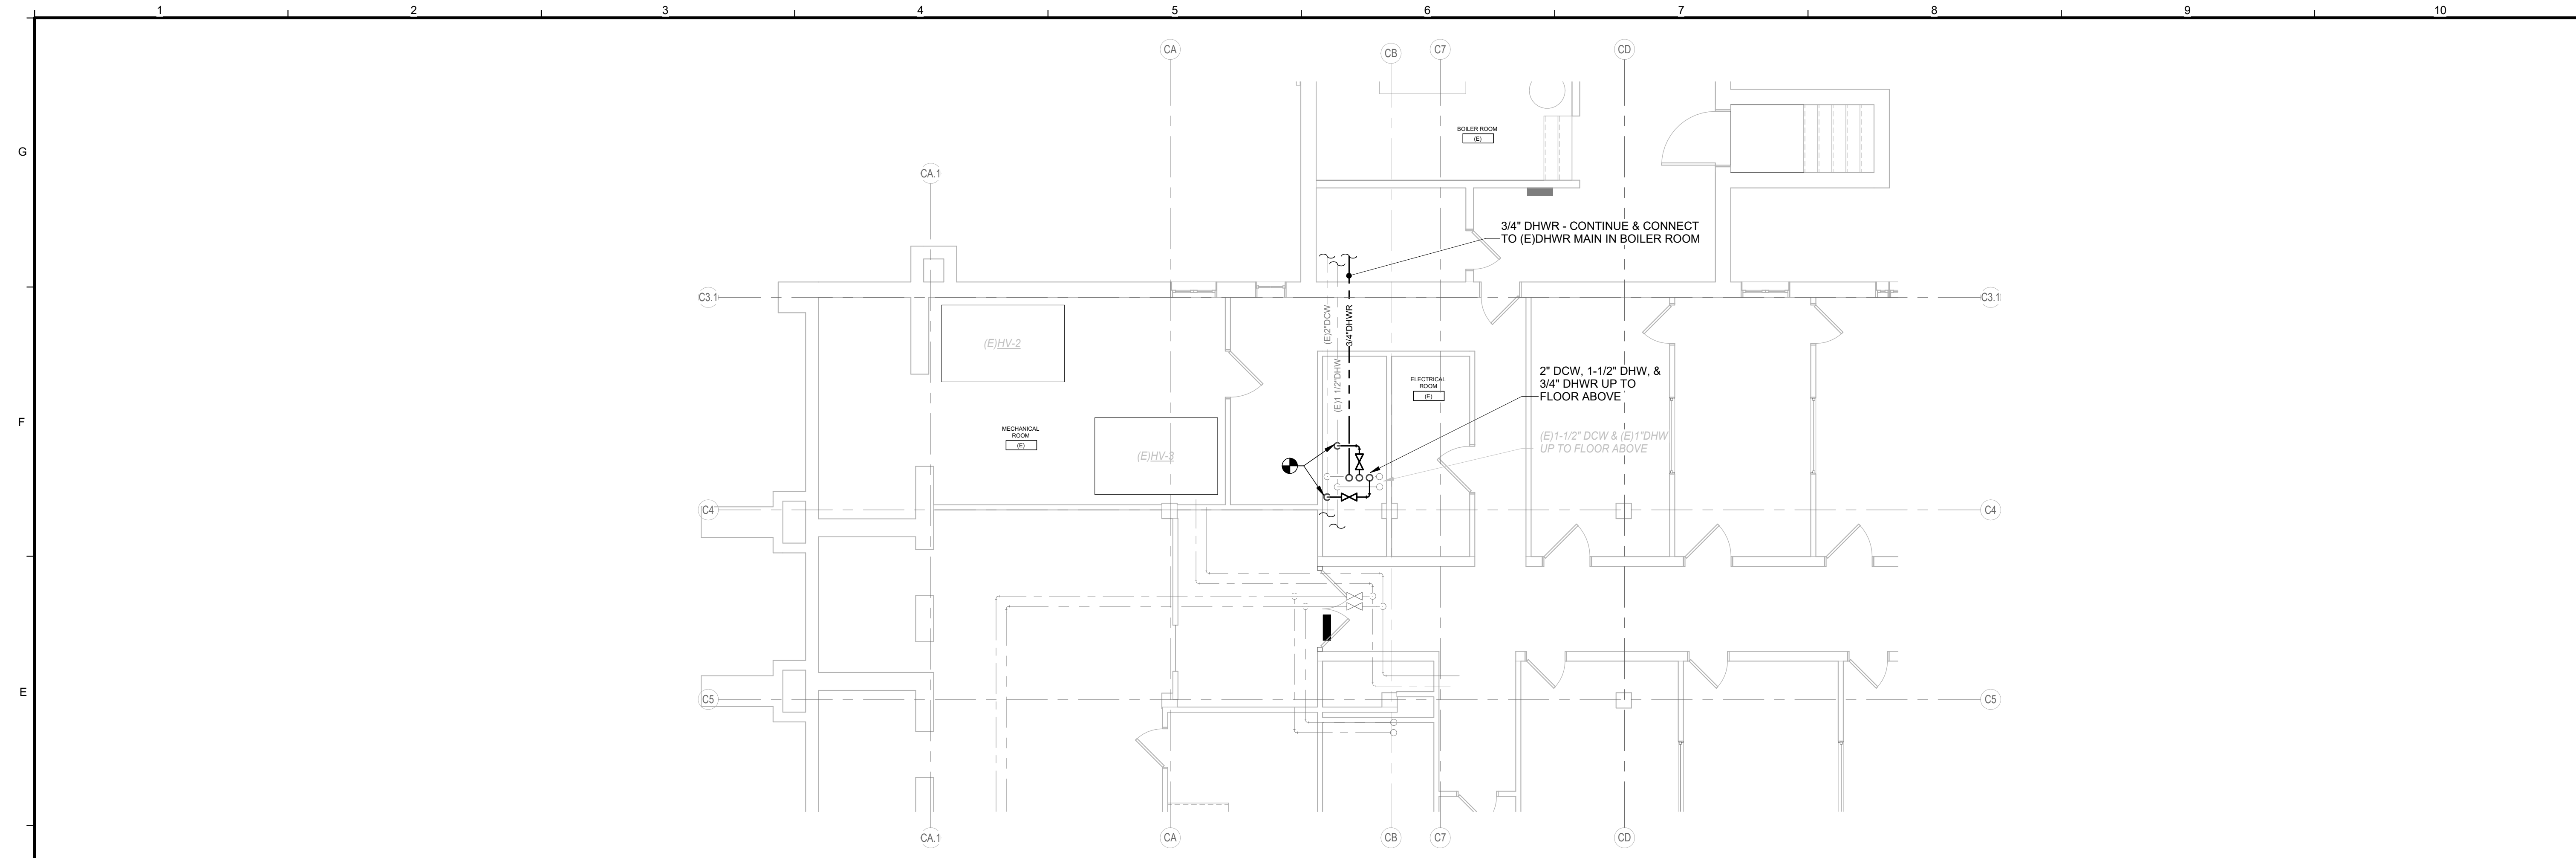 1 2 3 4 5 6 7 8 9 10
CA CB C7 CD
G
BOILER ROOM
(E)
CA.1
3/4" DHWR - CONTINUE & CONNECT
TO (E)DHWR MAIN IN BOILER ROOM
C3.1 C3.1
(E)2"DCW
3/4"DHWR
(E)1 1/2"DHW
(E)HV-2
2" DCW, 1-1/2" DHW, &
3/4" DHWR UP TO
FLOOR ABOVE
ELECTRICAL
ROOM
(E)
F
MECHANICAL
ROOM
(E)
(E)HV-3
(E)1-1/2" DCW & (E)1"DHW
UP TO FLOOR ABOVE
C4 C4
E
C5 C5
CA.1 CA CB C7 CD